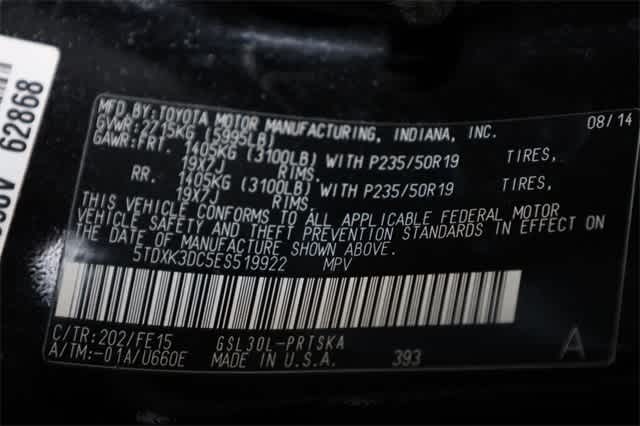 62868
MFD BY:TOYOTA MOTOR MANUFACTURING, INDIANA, INC. 08/14
GVWR:2715KG (5995LB)
GAWR:FRT. 1405KG (3100LB) WITH P235/50R19 TIRES,
19X7J RIMS.
RR. 1405KG (3100LB) WITH P235/50R19 TIRES,
19X7J RIMS.
THIS VEHICLE CONFORMS TO ALL APPLICABLE FEDERAL MOTOR
VEHICLE SAFETY AND THEFT PREVENTION STANDARDS IN EFFECT ON
THE DATE OF MANUFACTURE SHOWN ABOVE.
5TDXK3DC5ES519922 MPV
C/TR:202/FE15 GSL30L-PRTSKA
A/TM:-01A/U660E MADE IN U.S.A. 393 A